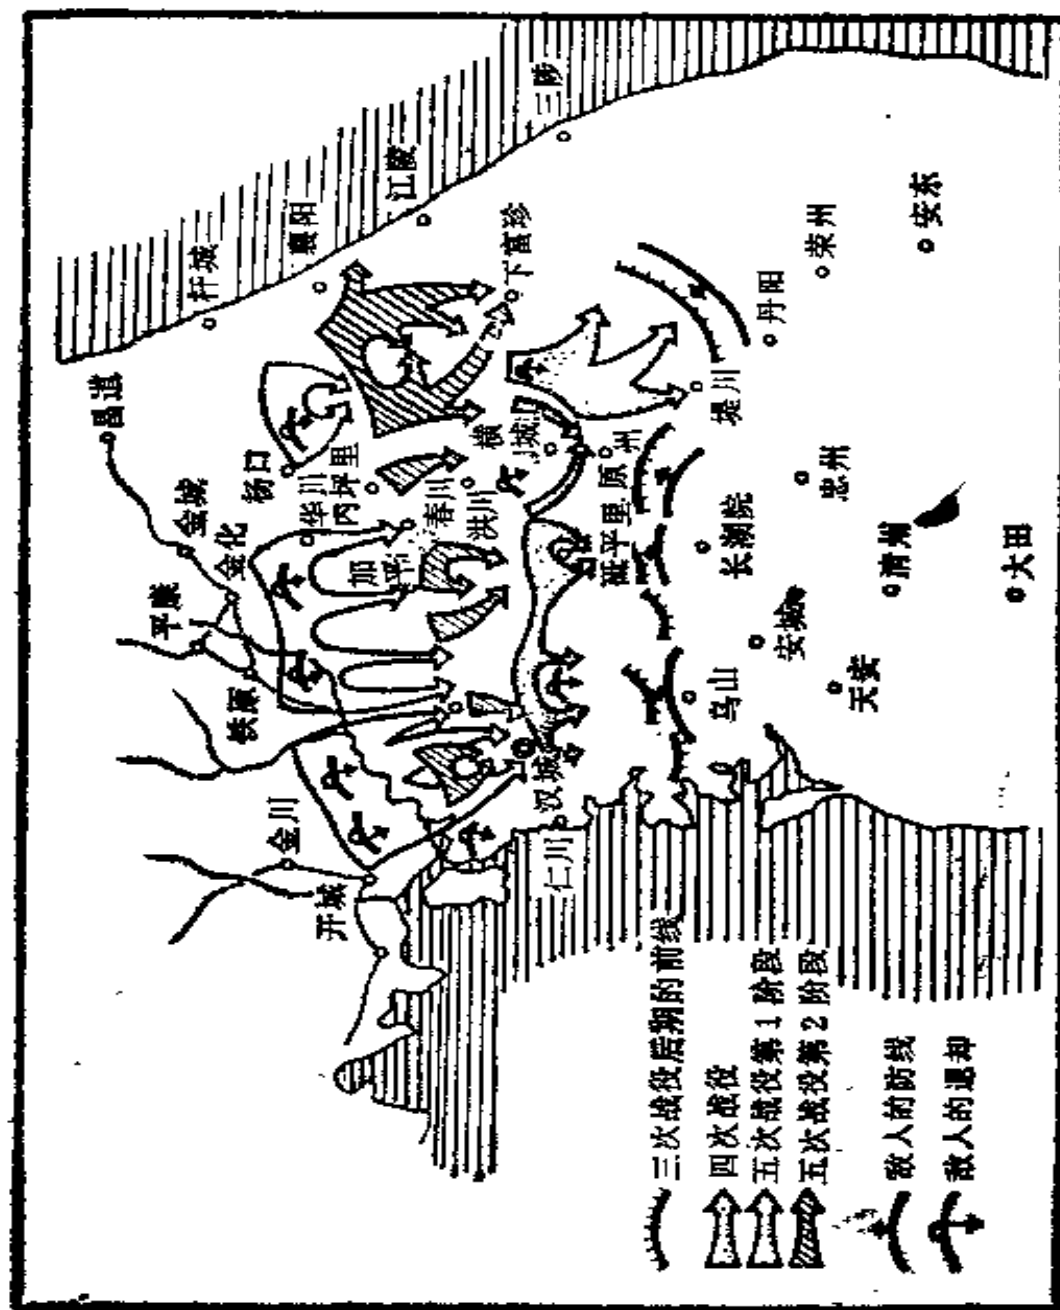 昌道
杆城
襄阳
江陵
三陟
金城
金化
平康
铁原
金川
开城
杨口
华川
内坪里
加平
春川
洪川
横城
下富珍
汉城
仁川
砥平里
原州
堤川
丹阳
荣州
安东
长湖院
忠州
乌山
安城
天安
清州
大田
三次战役后期的前线
四次战役
五次战役第1阶段
五次战役第2阶段
敌人的防线
敌人的退却